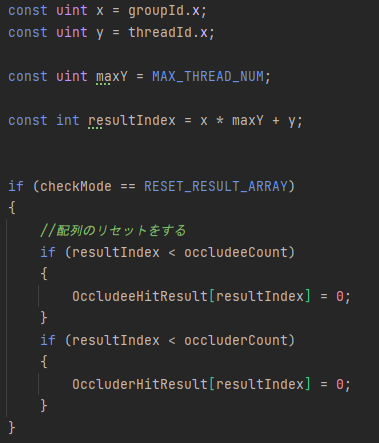 const uint x = groupId.x;
const uint y = threadId.x;
const uint maxY = MAX_THREAD_NUM;
const int resultIndex = x * maxY + y;
if (checkMode == RESET_RESULT_ARRAY)
{
//配列のリセットをする
if (resultIndex < occludeeCount)
{
OccludeeHitResult[resultIndex] = 0;
}
if (resultIndex < occluderCount)
{
OccluderHitResult[resultIndex] = 0;
}
}